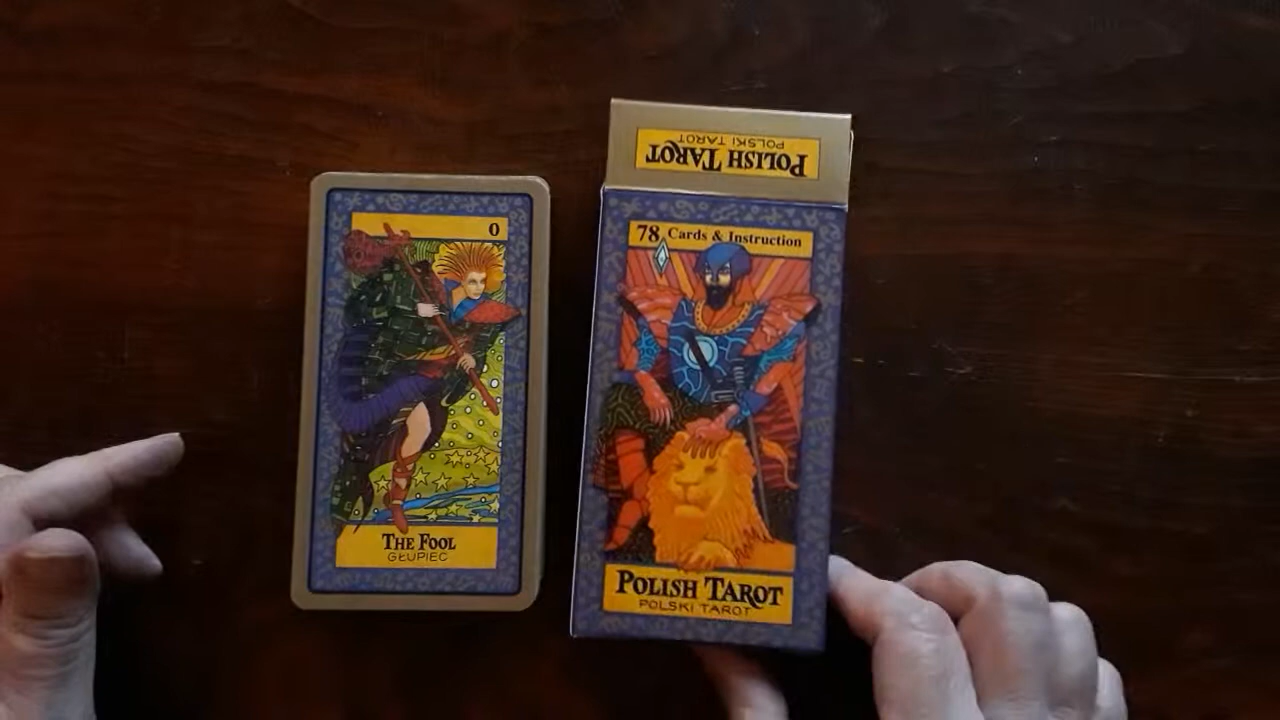 0
THE FOOL
GŁUPIEC
POLISH TAROT
POLSKI TAROT
78 Cards & Instruction
POLISH TAROT
POLSKI TAROT